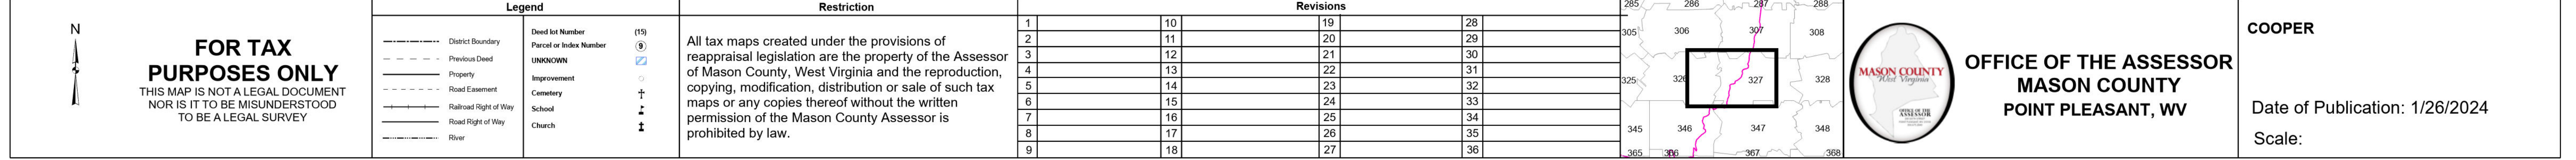 N
FOR TAX
PURPOSES ONLY
THIS MAP IS NOT A LEGAL DOCUMENT
NOR IS IT TO BE MISUNDERSTOOD
TO BE A LEGAL SURVEY
Legend
District Boundary
Previous Deed
Property
Road Easement
Railroad Right of Way
Road Right of Way
River
Deed lot Number (15)
Parcel or Index Number 9
UNKNOWN
Improvement
Cemetery
School
Church
Restriction
All tax maps created under the provisions of
reappraisal legislation are the property of the Assessor
of Mason County, West Virginia and the reproduction,
copying, modification, distribution or sale of such tax
maps or any copies thereof without the written
permission of the Mason County Assessor is
prohibited by law.
Revisions
1 10 19 28
2 11 20 29
3 12 21 30
4 13 22 31
5 14 23 32
6 15 24 33
7 16 25 34
8 17 26 35
9 18 27 36
285 286 287 288
305 306 307 308
325 326 327 328
345 346 347 348
365 366 367 368
MASON COUNTY
West Virginia
OFFICE OF THE
ASSESSOR
OFFICE OF THE ASSESSOR
MASON COUNTY
POINT PLEASANT, WV
COOPER
Date of Publication: 1/26/2024
Scale: